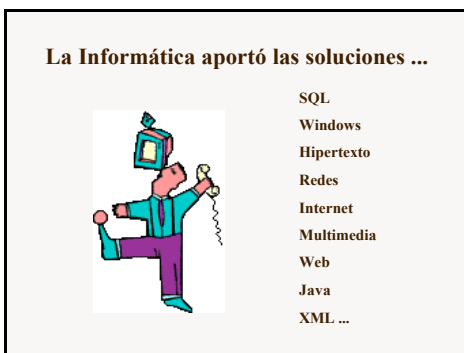 La Informática aportó las soluciones ...
SQL
Windows
Hipertexto
Redes
Internet
Multimedia
Web
Java
XML ...